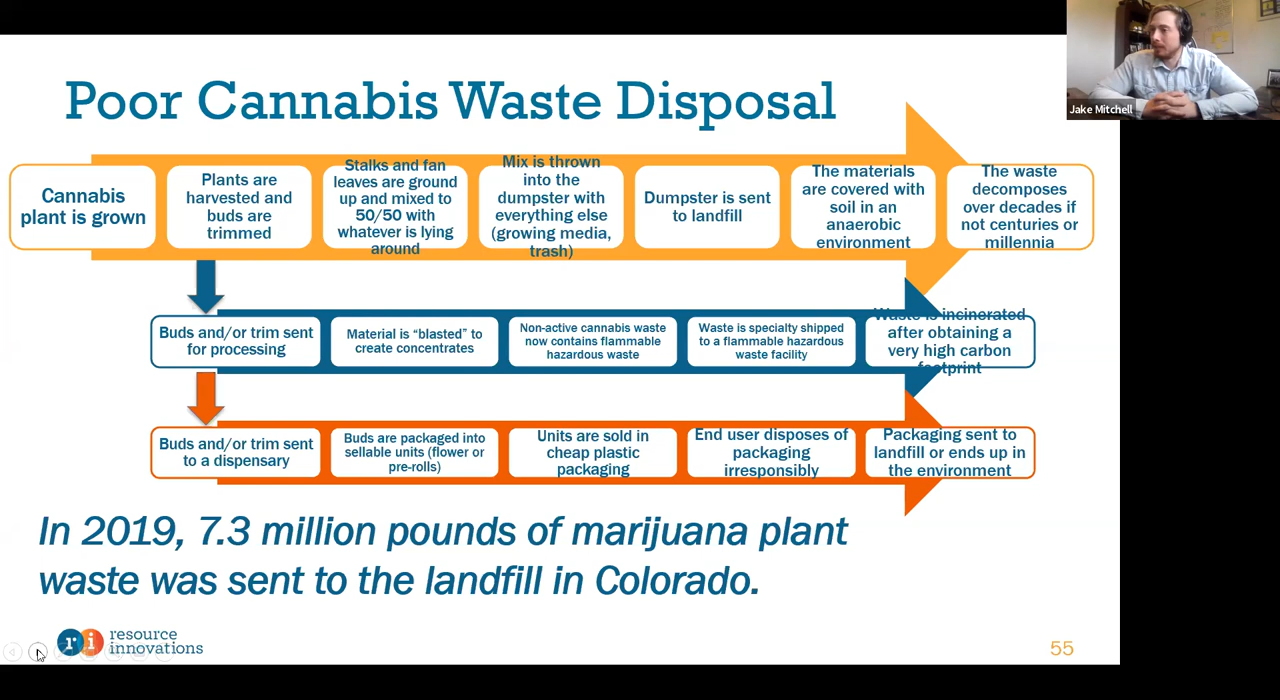 Poor Cannabis Waste Disposal
Jake Mitchell
Cannabis
plant is grown
Plants are
harvested and
buds are
trimmed
Stalks and fan
leaves are ground
up and mixed to
50/50 with
whatever is lying
around
Mix is thrown
into the
dumpster with
everything else
(growing media,
trash)
Dumpster is sent
to landfill
The materials
are covered with
soil in an
anaerobic
environment
The waste
decomposes
over decades if
not centuries or
millennia
Buds and/or trim sent
for processing
Material is “blasted” to
create concentrates
Non-active cannabis waste
now contains flammable
hazardous waste
Waste is specialty shipped
to a flammable hazardous
waste facility
Waste is incinerated
after obtaining a
very high carbon
footprint
Buds and/or trim sent
to a dispensary
Buds are packaged into
sellable units (flower or
pre-rolls)
Units are sold in
cheap plastic
packaging
End user disposes of
packaging
irresponsibly
Packaging sent to
landfill or ends up in
the environment
In 2019, 7.3 million pounds of marijuana plant
waste was sent to the landfill in Colorado.
ri resource
innovations
55